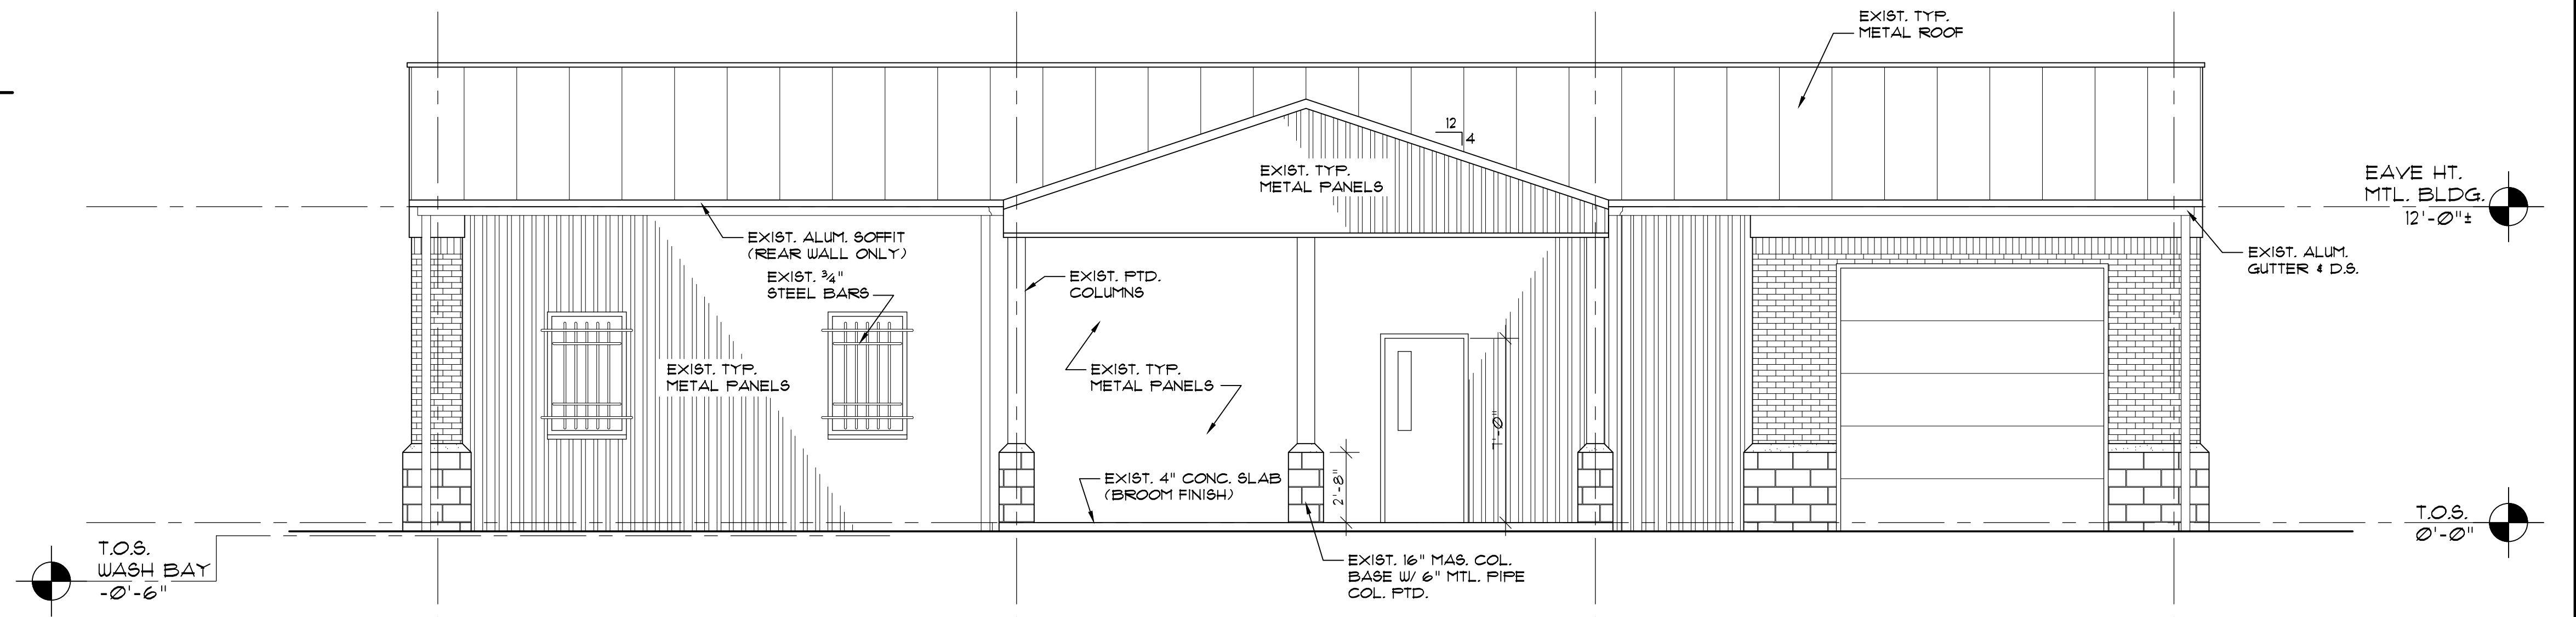 EXIST. TYP.
METAL ROOF
12
4
EXIST. TYP.
METAL PANELS
EAVE HT.
MTL. BLDG.
12'-0"±
EXIST. ALUM. SOFFIT
(REAR WALL ONLY)
EXIST. ALUM.
GUTTER & D.S.
EXIST. 3/4"
STEEL BARS
EXIST. PTD.
COLUMNS
EXIST. TYP.
METAL PANELS
EXIST. TYP.
METAL PANELS
7'-0"
2'-8"
EXIST. 4" CONC. SLAB
(BROOM FINISH)
T.O.S.
0'-0"
T.O.S.
WASH BAY
-0'-6"
EXIST. 16" MAS. COL.
BASE W/ 6" MTL. PIPE
COL. PTD.